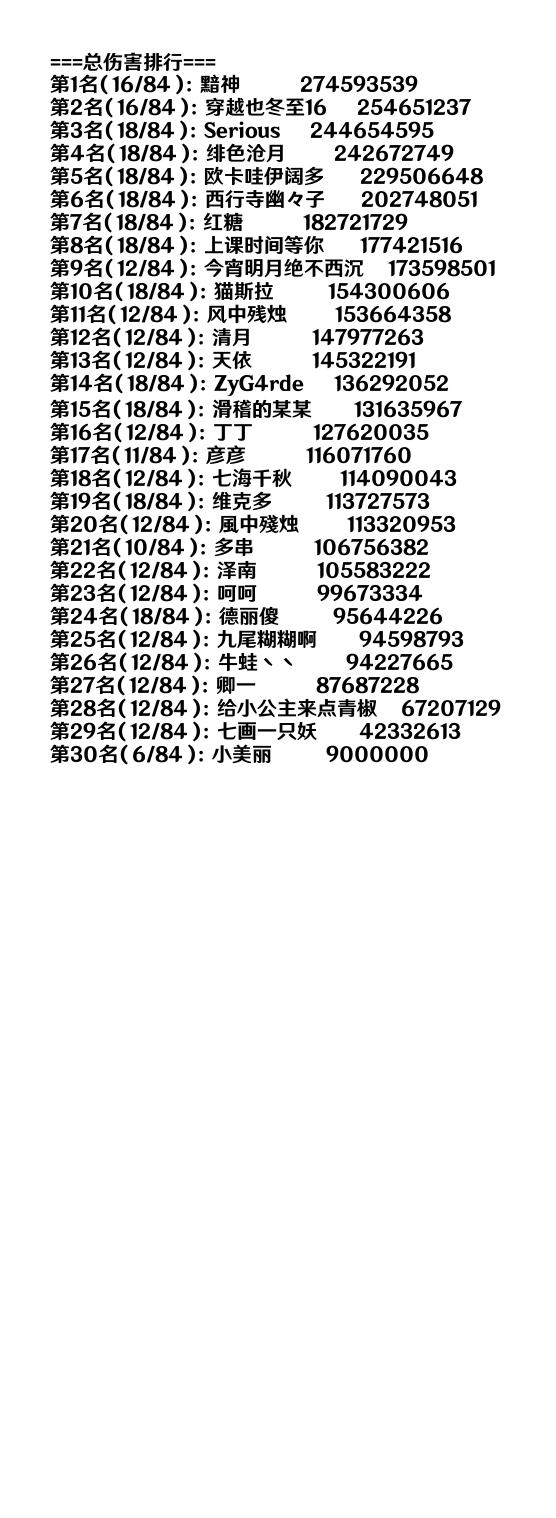 ===总伤害排行===
第1名(16/84): 黯神 274593539
第2名(16/84): 穿越也冬至16 254651237
第3名(18/84): Serious 244654595
第4名(18/84): 绯色沧月 242672749
第5名(18/84): 欧卡哇伊阔多 229506648
第6名(18/84): 西行寺幽々子 202748051
第7名(18/84): 红糖 182721729
第8名(18/84): 上课时间等你 177421516
第9名(12/84): 今宵明月绝不西沉 173598501
第10名(18/84): 猫斯拉 154300606
第11名(12/84): 风中残烛 153664358
第12名(12/84): 清月 147977263
第13名(12/84): 天依 145322191
第14名(18/84): ZyG4rde 136292052
第15名(18/84): 滑稽的某某 131635967
第16名(12/84): 丁丁 127620035
第17名(11/84): 彦彦 116071760
第18名(12/84): 七海千秋 114090043
第19名(18/84): 维克多 113727573
第20名(12/84): 風中殘烛 113320953
第21名(10/84): 多串 106756382
第22名(12/84): 泽南 105583222
第23名(12/84): 呵呵 99673334
第24名(18/84): 德丽傻 95644226
第25名(12/84): 九尾糊糊啊 94598793
第26名(12/84): 牛蛙丶丶 94227665
第27名(12/84): 卿一 87687228
第28名(12/84): 给小公主来点青椒 67207129
第29名(12/84): 七画一只妖 42332613
第30名(6/84): 小美丽 9000000